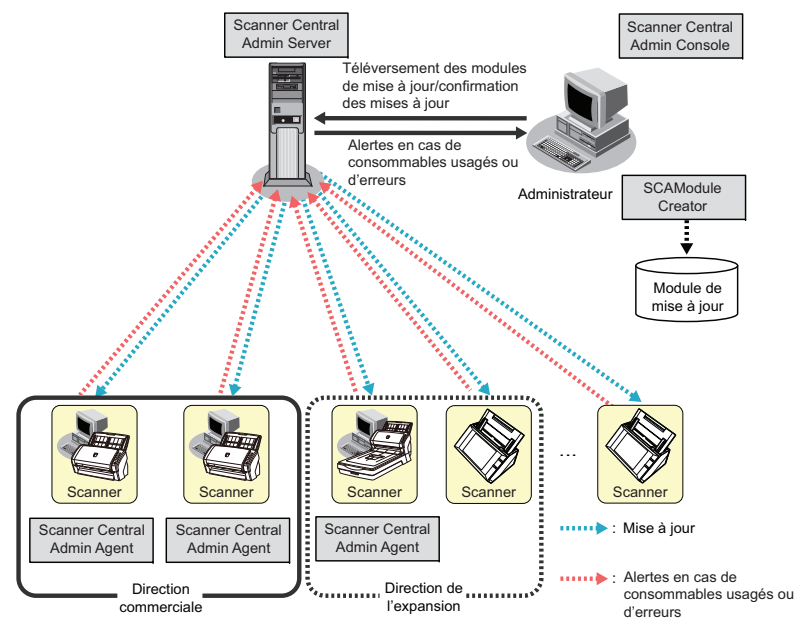 Scanner Central
Admin Server
Scanner Central
Admin Console
Téléversement des modules
de mise à jour/confirmation
des mises à jour
Alertes en cas de
consommables usagés ou
d'erreurs
Administrateur
SCAModule
Creator
Module de
mise à jour
Scanner
Scanner
Scanner
Scanner
...
Scanner
Scanner Central
Admin Agent
Scanner Central
Admin Agent
Scanner Central
Admin Agent
Direction
commerciale
Direction de
l'expansion
: Mise à jour
: Alertes en cas de
consommables usagés ou
d'erreurs